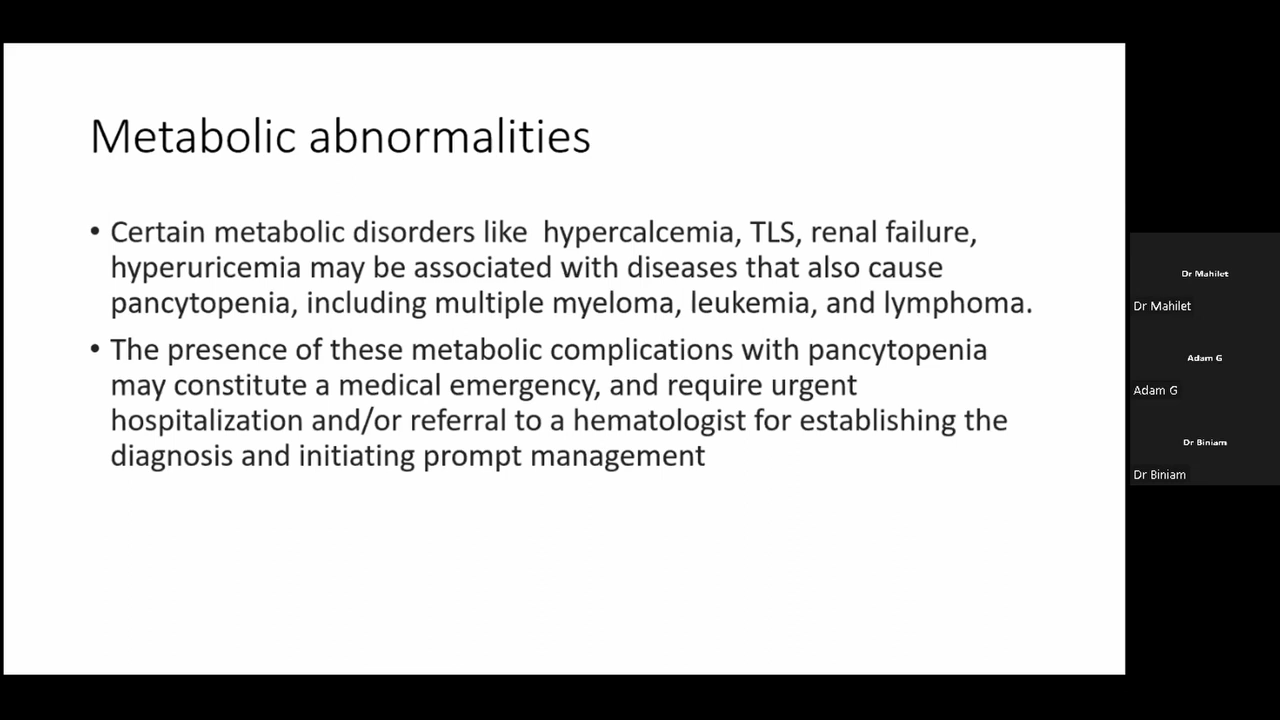 Metabolic abnormalities
• Certain metabolic disorders like  hypercalcemia, TLS, renal failure,
hyperuricemia may be associated with diseases that also cause
pancytopenia, including multiple myeloma, leukemia, and lymphoma.
• The presence of these metabolic complications with pancytopenia
may constitute a medical emergency, and require urgent
hospitalization and/or referral to a hematologist for establishing the
diagnosis and initiating prompt management
Dr Mahilet
Dr Mahilet
Adam G
Adam G
Dr Biniam
Dr Biniam